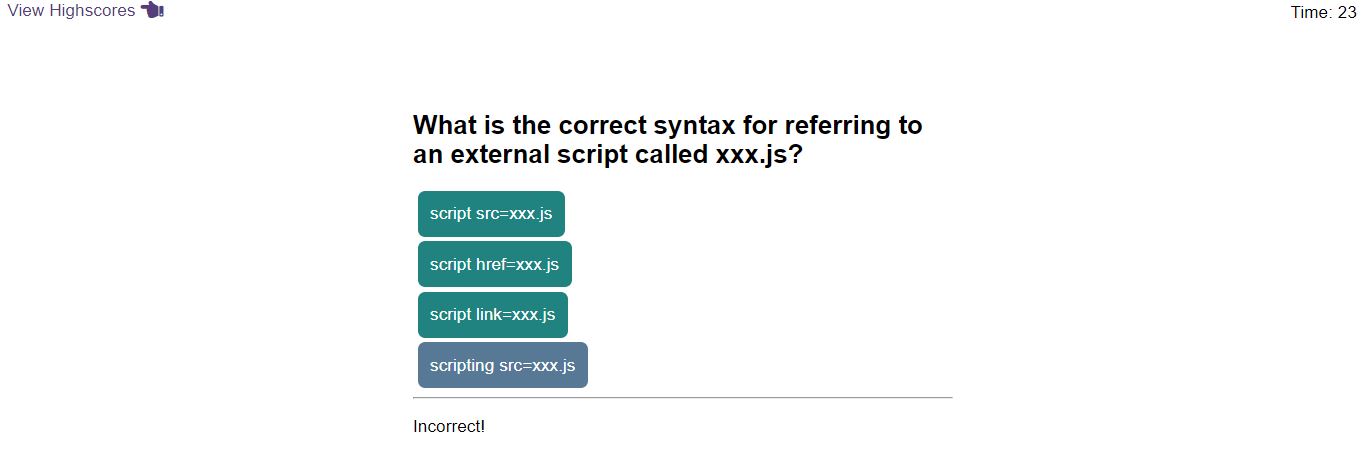 View Highscores
Time: 23
What is the correct syntax for referring to
an external script called xxx.js?
script src=xxx.js
script href=xxx.js
script link=xxx.js
scripting src=xxx.js
Incorrect!